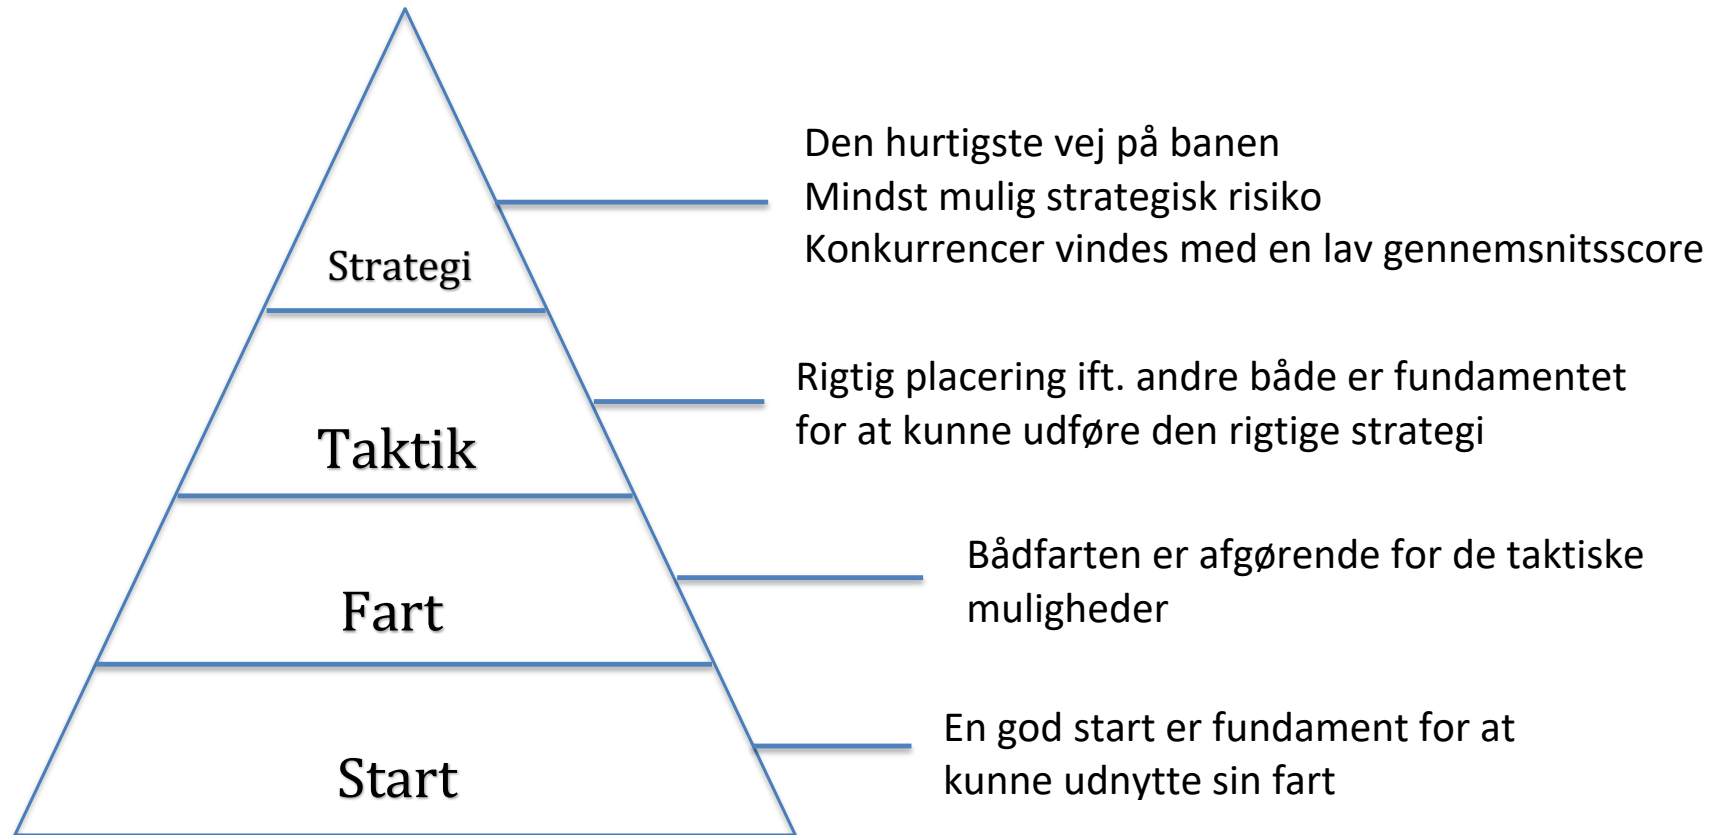 Den hurtigste vej på banen
Mindst mulig strategisk risiko
Konkurrencer vindes med en lav gennemsnitsscore
Strategi
Rigtig placering ift. andre både er fundamentet
for at kunne udføre den rigtige strategi
Taktik
Bådfarten er afgørende for de taktiske
muligheder
Fart
En god start er fundament for at
kunne udnytte sin fart
Start